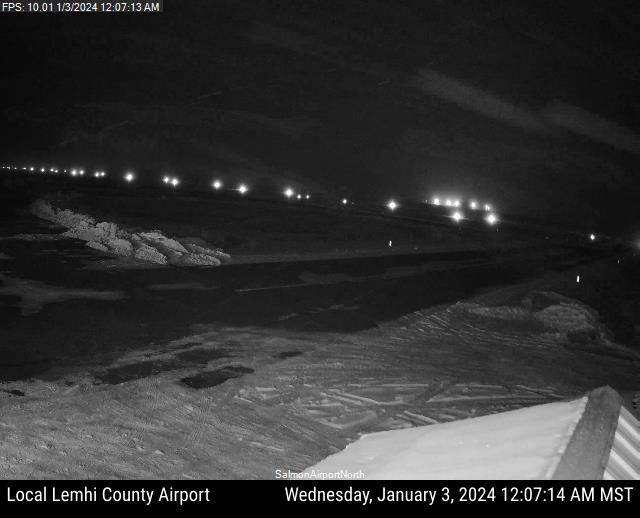 FPS: 10.01 1/3/2024 12:07:13 AM
SalmonAirportNorth
Local Lemhi County Airport Wednesday, January 3, 2024 12:07:14 AM MST